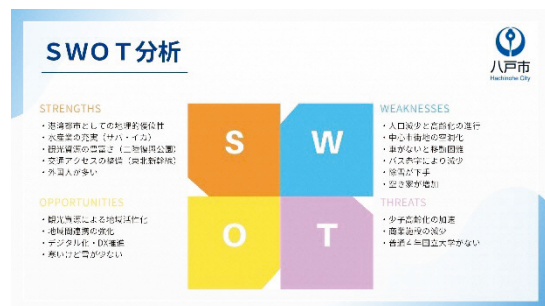 SWOT分析
八戸市
Hachinohe City
STRENGTHS
・港湾都市としての地理的優位性
・水産業の充実（サバ・イカ）
・観光資源の豊富さ（三陸復興公園）
・交通アクセスの整備（東北新幹線）
・外国人が多い
S
W
WEAKNESSES
・人口減少と高齢化の進行
・中心市街地の空洞化
・車がないと移動困難
・バス赤字により減少
・除雪が下手
・空き家が増加
OPPORTUNITIES
・観光資源による地域活性化
・地域間連携の強化
・デジタル化・DX推進
・寒いけど雪が少ない
O
T
THREATS
・少子高齢化の加速
・商業施設の減少
・普通４年国立大学がない